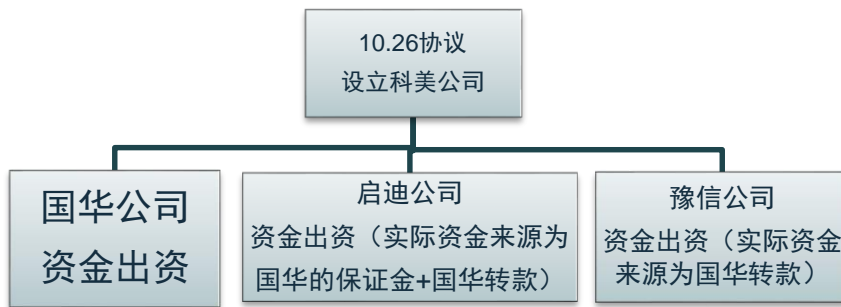 10.26协议
设立科美公司
国华公司
资金出资
启迪公司
资金出资（实际资金来源为
国华的保证金+国华转款）
豫信公司
资金出资（实际资金
来源为国华转款）